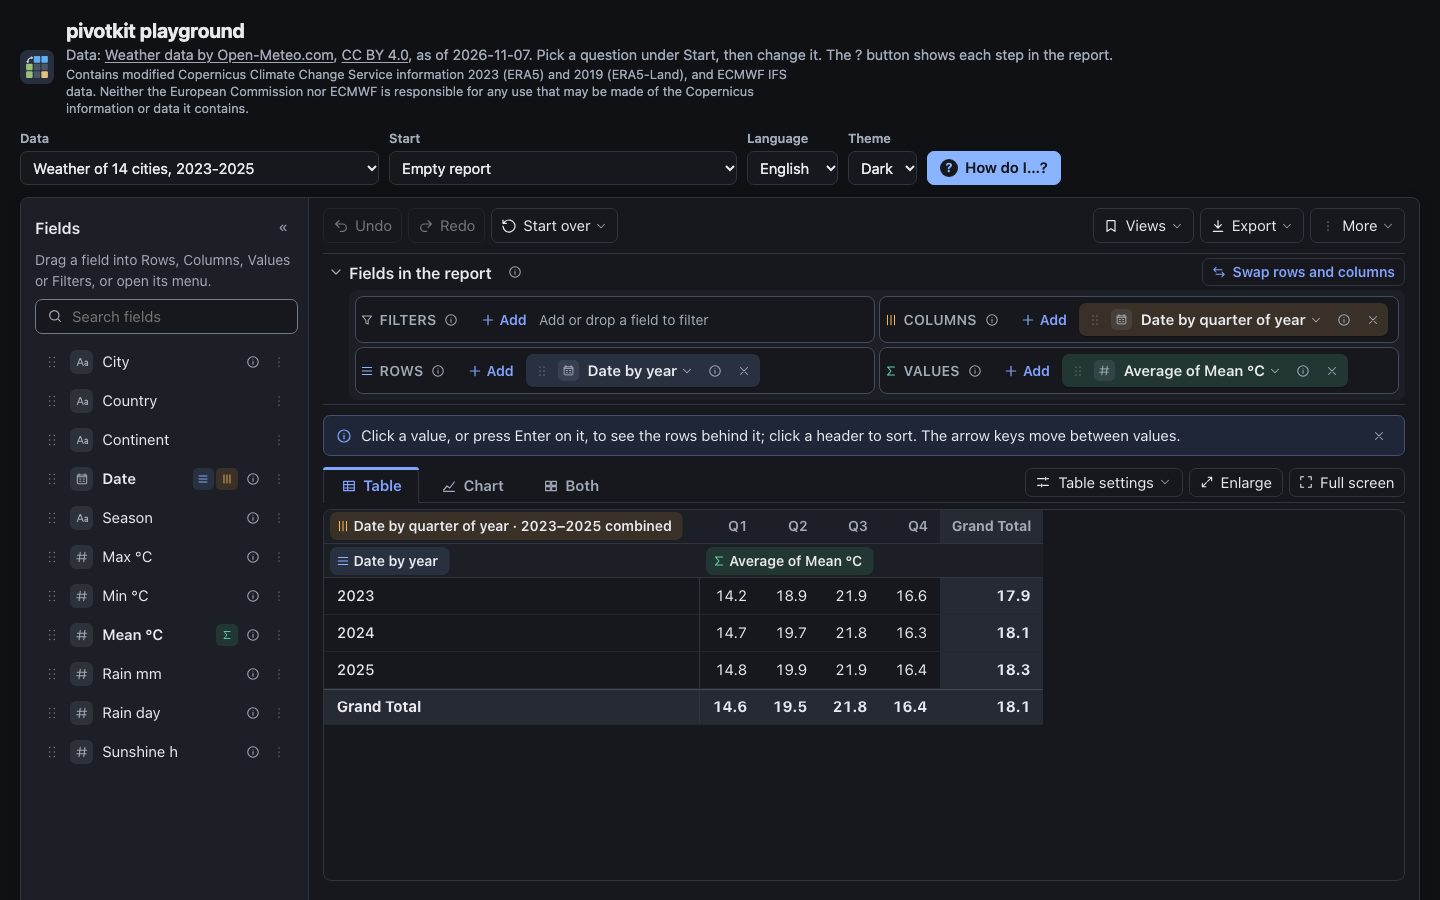 pivotkit playground
Data: Weather data by Open-Meteo.com, CC BY 4.0, as of 2026-11-07. Pick a question under Start, then change it. The ? button shows each step in the report.
Contains modified Copernicus Climate Change Service information 2023 (ERA5) and 2019 (ERA5-Land), and ECMWF IFS
data. Neither the European Commission nor ECMWF is responsible for any use that may be made of the Copernicus
information or data it contains.
Data Start Language Theme
Weather of 14 cities, 2023-2025 Empty report English Dark ? How do I...?
Fields «
Drag a field into Rows, Columns, Values
or Filters, or open its menu.
Search fields
Aa City
Aa Country
Aa Continent
Date
Aa Season
# Max °C
# Min °C
# Mean °C Σ
# Rain mm
# Rain day
# Sunshine h
Undo Redo Start over Views Export More
Fields in the report Swap rows and columns
FILTERS + Add Add or drop a field to filter
COLUMNS + Add Date by quarter of year
ROWS + Add Date by year
Σ VALUES + Add # Average of Mean °C
Click a value, or press Enter on it, to see the rows behind it; click a header to sort. The arrow keys move between values.
Table Chart Both Table settings Enlarge Full screen
Date by quarter of year · 2023–2025 combined Q1 Q2 Q3 Q4 Grand Total
Date by year Σ Average of Mean °C
2023 14.2 18.9 21.9 16.6 17.9
2024 14.7 19.7 21.8 16.3 18.1
2025 14.8 19.9 21.9 16.4 18.3
Grand Total 14.6 19.5 21.8 16.4 18.1